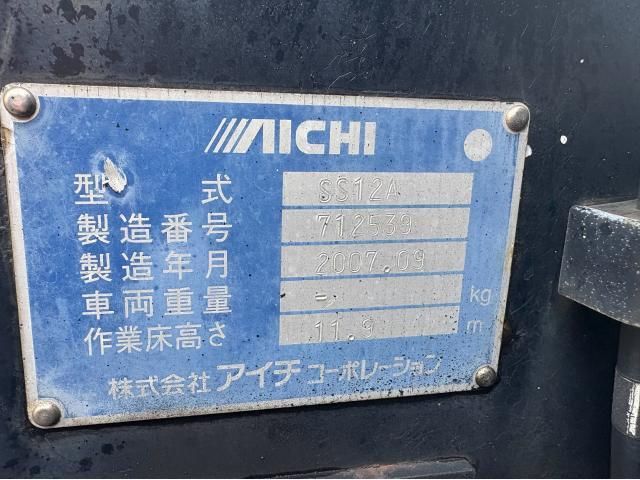 AICHI
型式 SS12A
製造番号 712539
製造年月 2007.09
車両重量 - kg
作業床高さ 11.9 m
株式会社 アイチコーポレーション